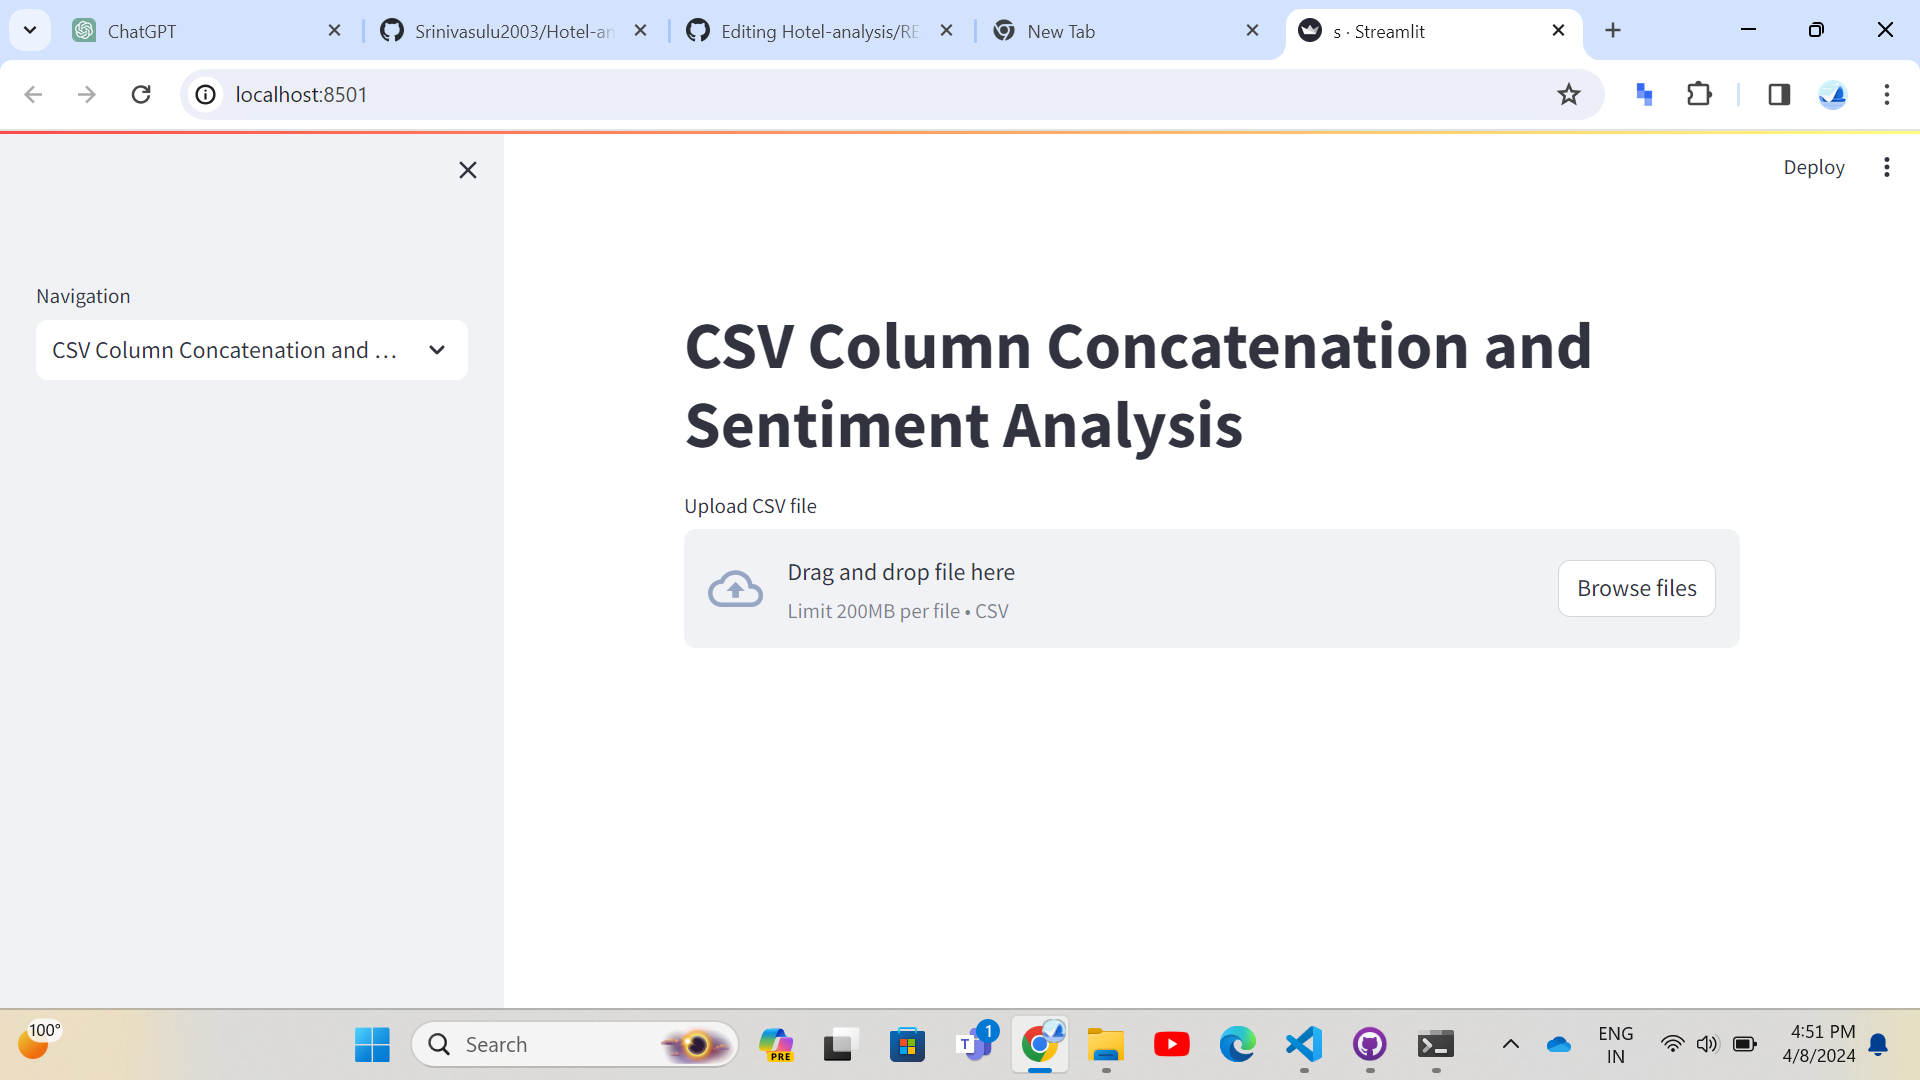 ChatGPT
Srinivasulu2003/Hotel-an
Editing Hotel-analysis/RE
New Tab
s · Streamlit
localhost:8501
Deploy
Navigation
CSV Column Concatenation and ...
CSV Column Concatenation and
Sentiment Analysis
Upload CSV file
Drag and drop file here
Limit 200MB per file • CSV
Browse files
100°
Search
PRE
T
1
ENG
IN
4:51 PM
4/8/2024